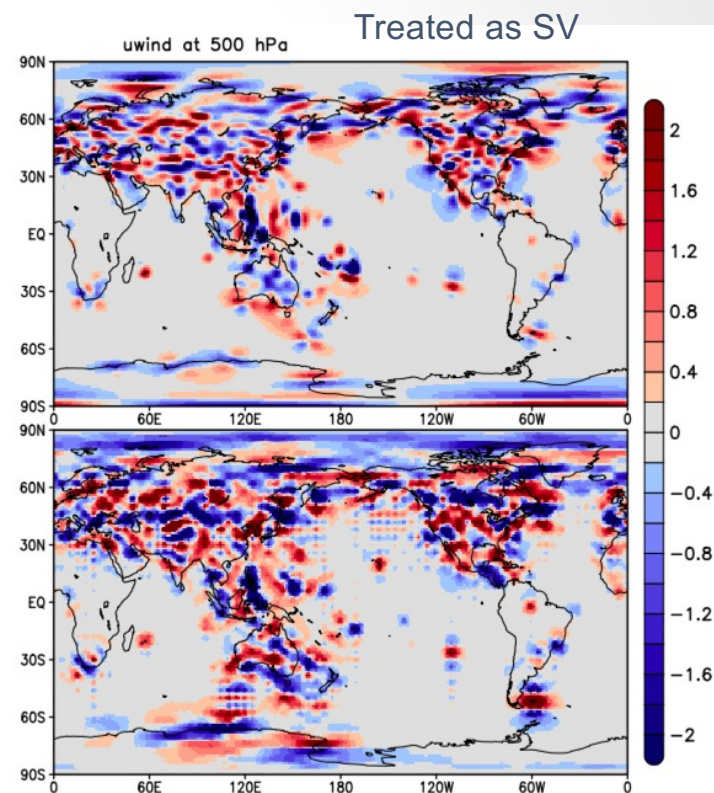 Treated as SV
uwind at 500 hPa
90N
60N
30N
EQ
30S
60S
90S
0 60E 120E 180 120W 60W 0
90N
60N
30N
EQ
30S
60S
90S
0 60E 120E 180 120W 60W 0
2
1.6
1.2
0.8
0.4
0
−0.4
−0.8
−1.2
−1.6
−2